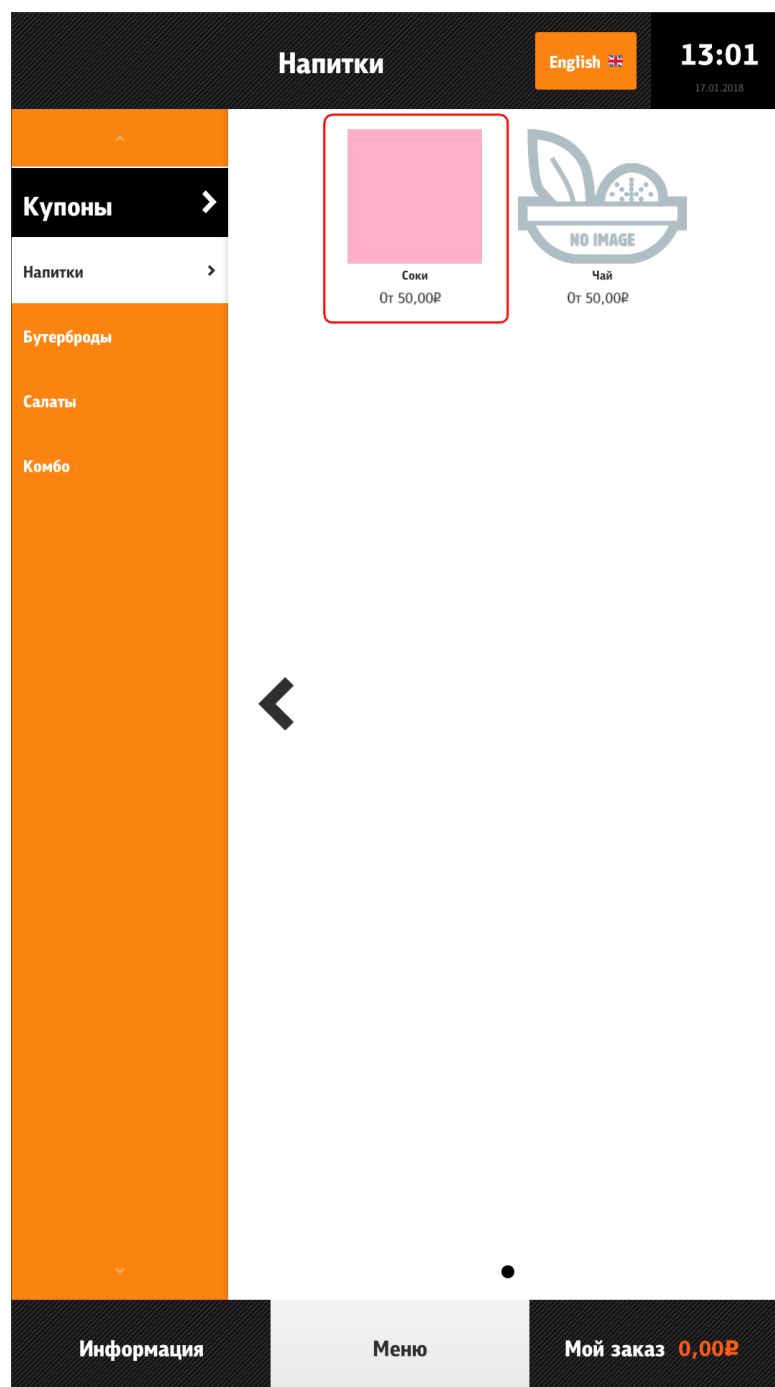 Напитки
English
13:01
17.01.2018
Купоны
Напитки
Бутерброды
Салаты
Комбо
NO IMAGE
Соки
От 50,00₽
Чай
От 50,00₽
Информация
Меню
Мой заказ 0,00₽